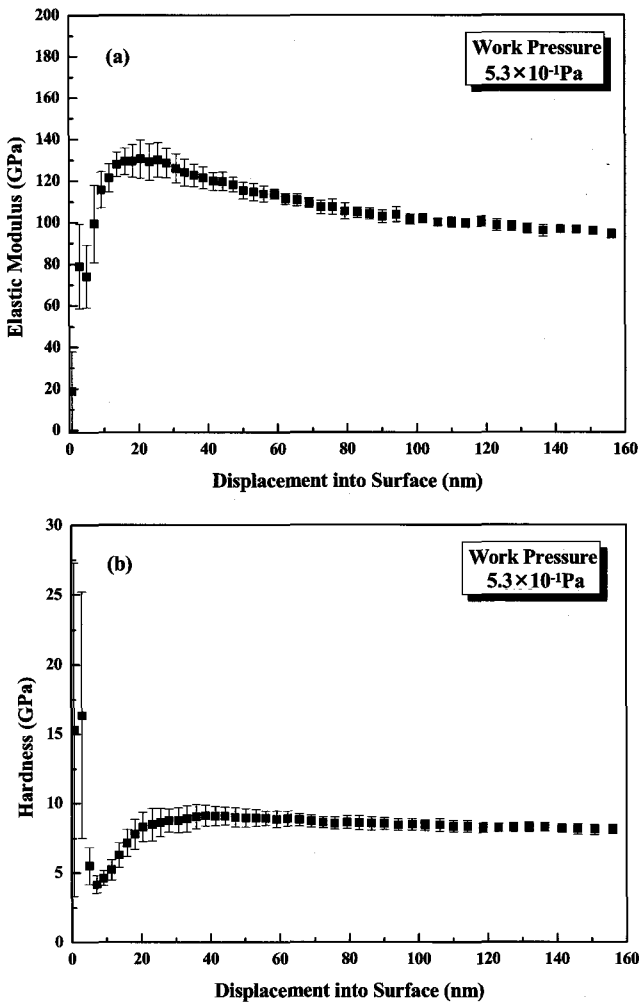 200
(a)
Work Pressure
5.3×10⁻¹Pa
180
160
140
120
100
80
60
40
20
0
Elastic Modulus (GPa)
0 20 40 60 80 100 120 140 160
Displacement into Surface (nm)
30
(b)
Work Pressure
5.3×10⁻¹Pa
25
20
15
10
5
0
Hardness (GPa)
0 20 40 60 80 100 120 140 160
Displacement into Surface (nm)